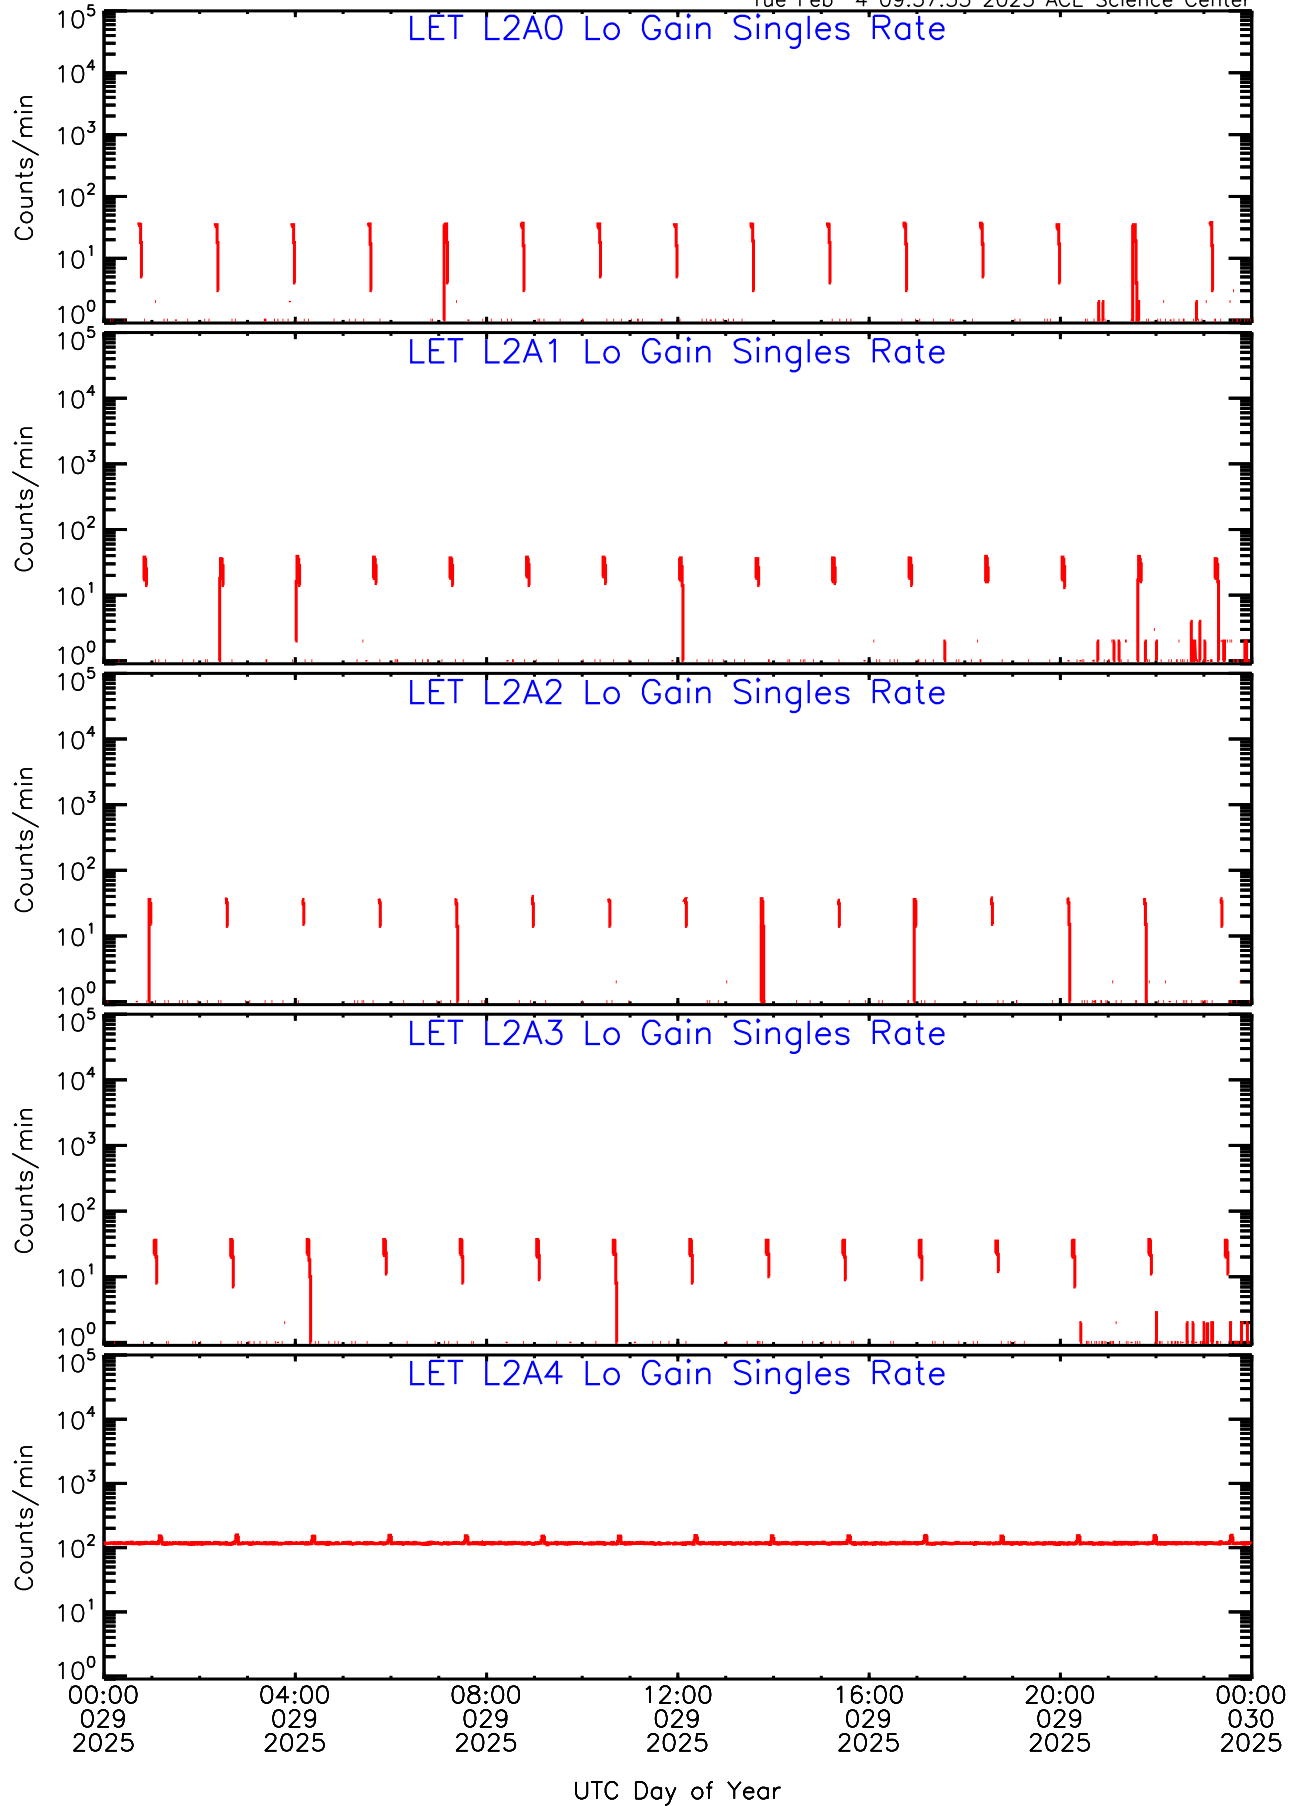 LET L2A0 Lo Gain Singles Rate
10^5
10^4
10^3
10^2
10^1
10^0
Counts/min
LET L2A1 Lo Gain Singles Rate
10^5
10^4
10^3
10^2
10^1
10^0
Counts/min
LET L2A2 Lo Gain Singles Rate
10^5
10^4
10^3
10^2
10^1
10^0
Counts/min
LET L2A3 Lo Gain Singles Rate
10^5
10^4
10^3
10^2
10^1
10^0
Counts/min
LET L2A4 Lo Gain Singles Rate
10^5
10^4
10^3
10^2
10^1
10^0
Counts/min
00:00 04:00 08:00 12:00 16:00 20:00 00:00
029 029 029 029 029 029 030
2025 2025 2025 2025 2025 2025 2025
UTC Day of Year